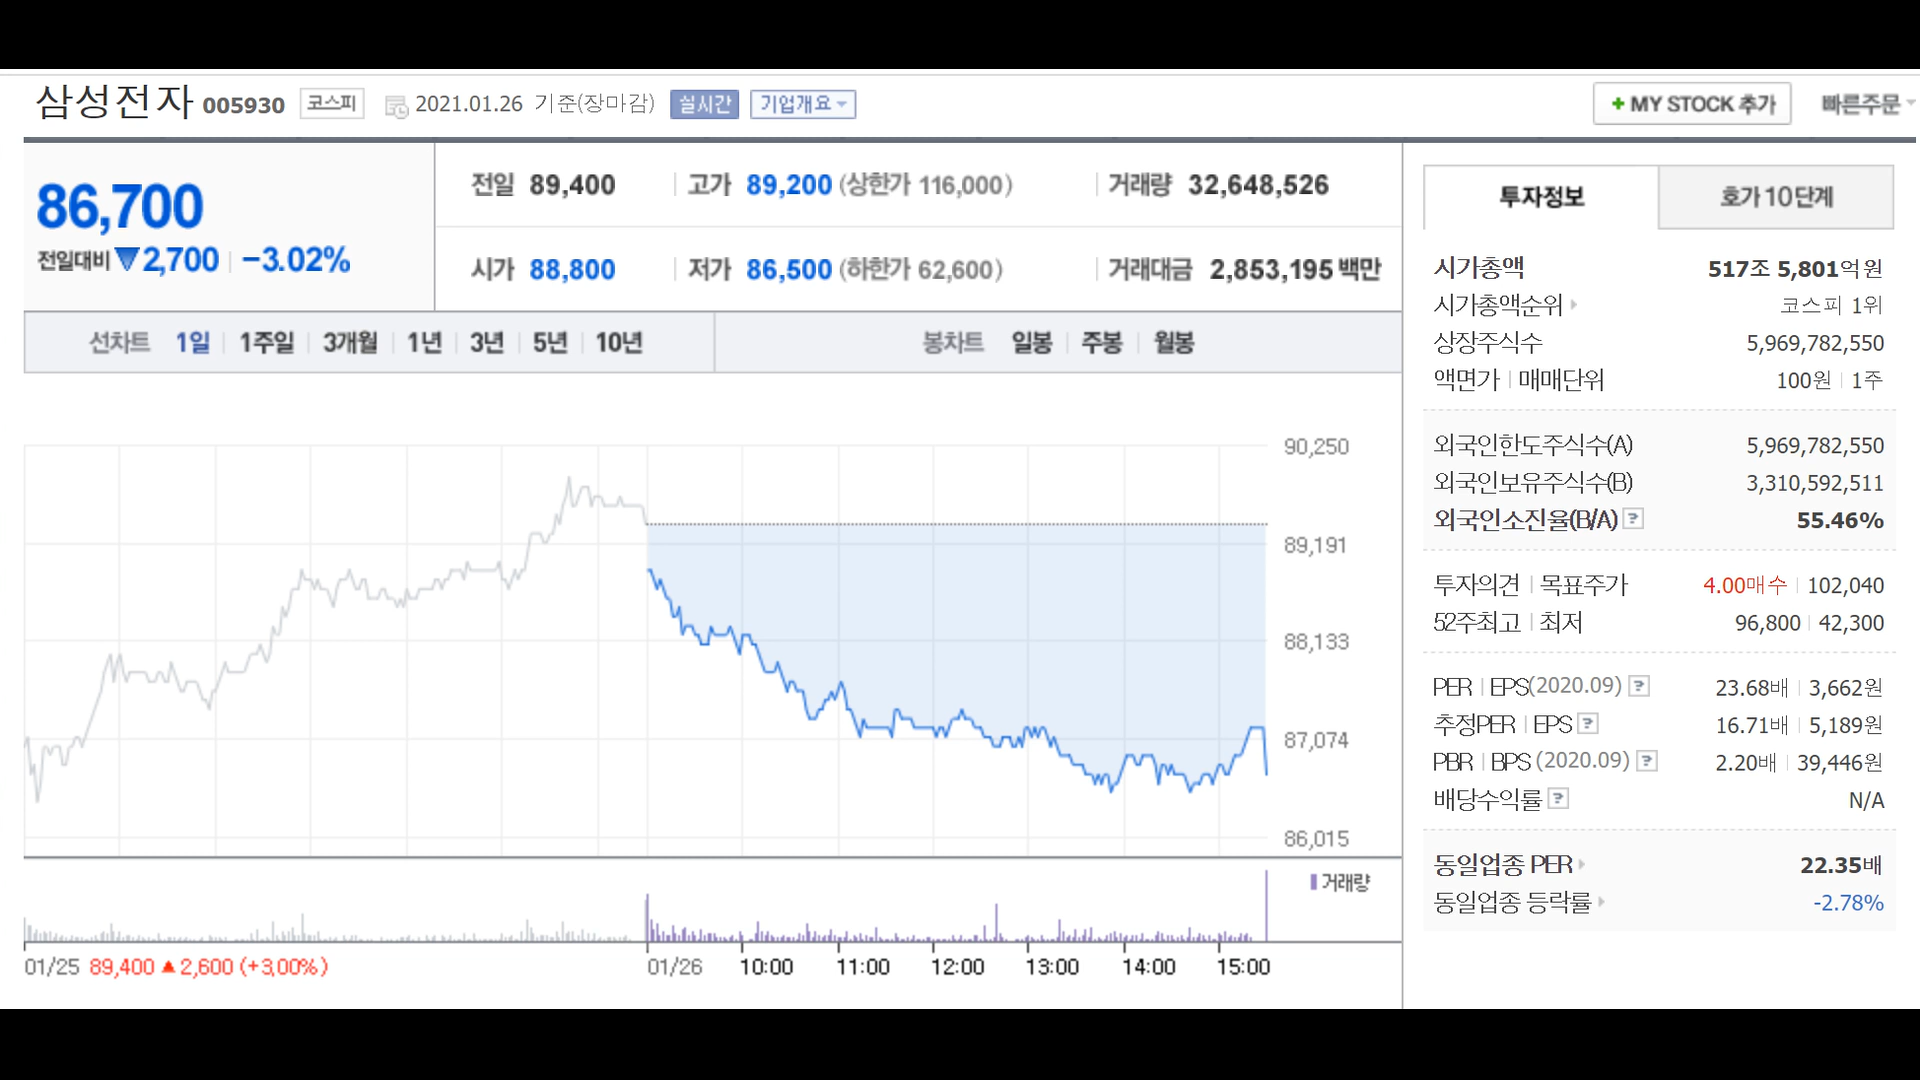 삼성전자 005930 코스피 2021.01.26 기준(장마감) 실시간 기업개요 + MY STOCK 추가 빠른주문
86,700
전일대비 ▼2,700 −3.02%
전일 89,400 고가 89,200 (상한가 116,000) 거래량 32,648,526
시가 88,800 저가 86,500 (하한가 62,600) 거래대금 2,853,195 백만
선차트 1일 1주일 3개월 1년 3년 5년 10년 봉차트 일봉 주봉 월봉
90,250
89,191
88,133
87,074
86,015
거래량
01/25 89,400 ▲ 2,600 (+3.00%) 01/26 10:00 11:00 12:00 13:00 14:00 15:00
투자정보 호가 10단계
시가총액 517조 5,801억원
시가총액순위 코스피 1위
상장주식수 5,969,782,550
액면가 매매단위 100원 1주
외국인한도주식수(A) 5,969,782,550
외국인보유주식수(B) 3,310,592,511
외국인소진율(B/A) ? 55.46%
투자의견 목표주가 4.00매수 102,040
52주최고 최저 96,800 42,300
PER EPS(2020.09) ? 23.68배 3,662원
추정PER EPS ? 16.71배 5,189원
PBR BPS (2020.09) ? 2.20배 39,446원
배당수익률 ? N/A
동일업종 PER 22.35배
동일업종 등락률 -2.78%